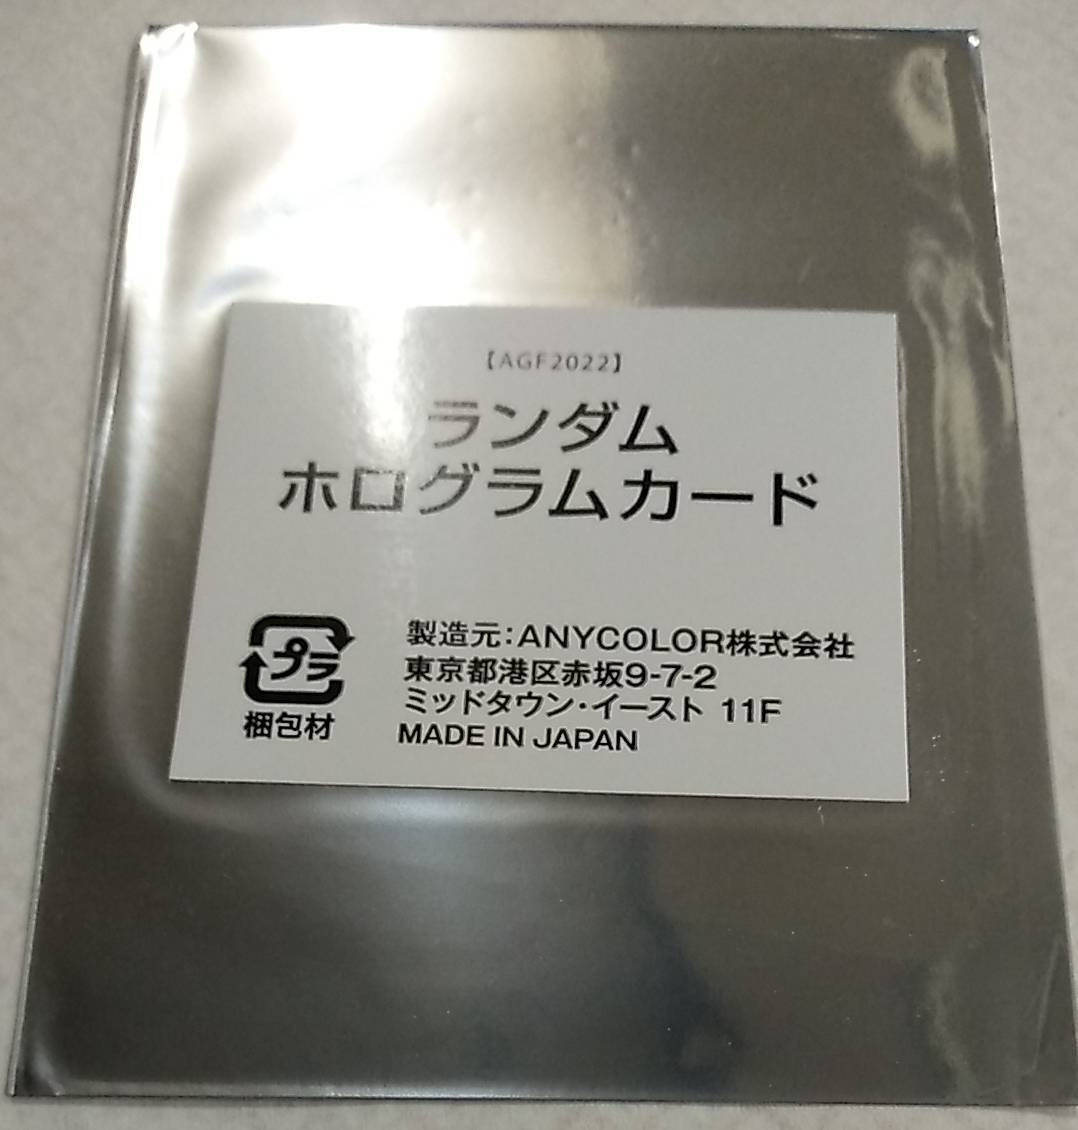 【AGF2022】
ランダム
ホログラムカード
プラ
梱包材
製造元:ANYCOLOR株式会社
東京都港区赤坂9-7-2
ミッドタウン・イースト 11F
MADE IN JAPAN